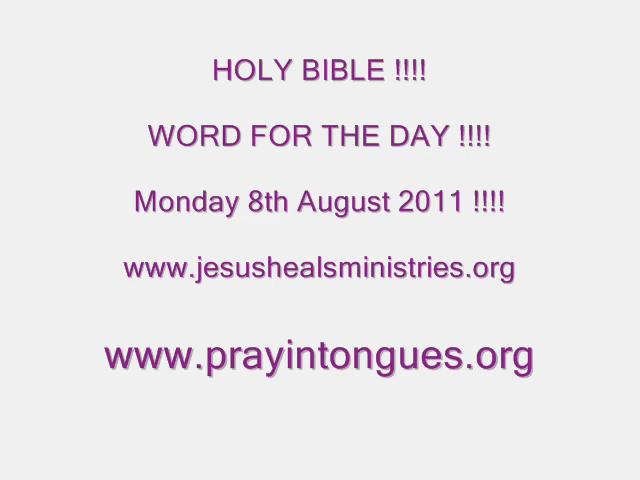 HOLY BIBLE !!!!
WORD FOR THE DAY !!!!
Monday 8th August 2011 !!!!
www.jesushealsministries.org
www.prayintongues.org